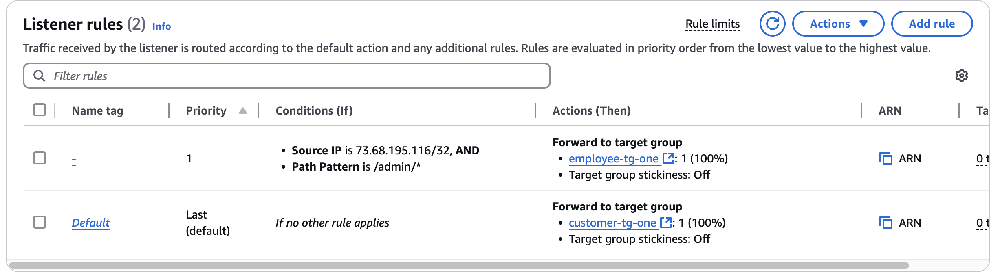 Listener rules (2) Info Rule limits Actions Add rule
Traffic received by the listener is routed according to the default action and any additional rules. Rules are evaluated in priority order from the lowest value to the highest value.
Filter rules
Name tag Priority Conditions (If) Actions (Then) ARN Ta
- 1
• Source IP is 73.68.195.116/32, AND
• Path Pattern is /admin/*
Forward to target group
• employee-tg-one : 1 (100%)
• Target group stickiness: Off
ARN 0 t
Default
Last
(default)
If no other rule applies
Forward to target group
• customer-tg-one : 1 (100%)
• Target group stickiness: Off
ARN 0 t